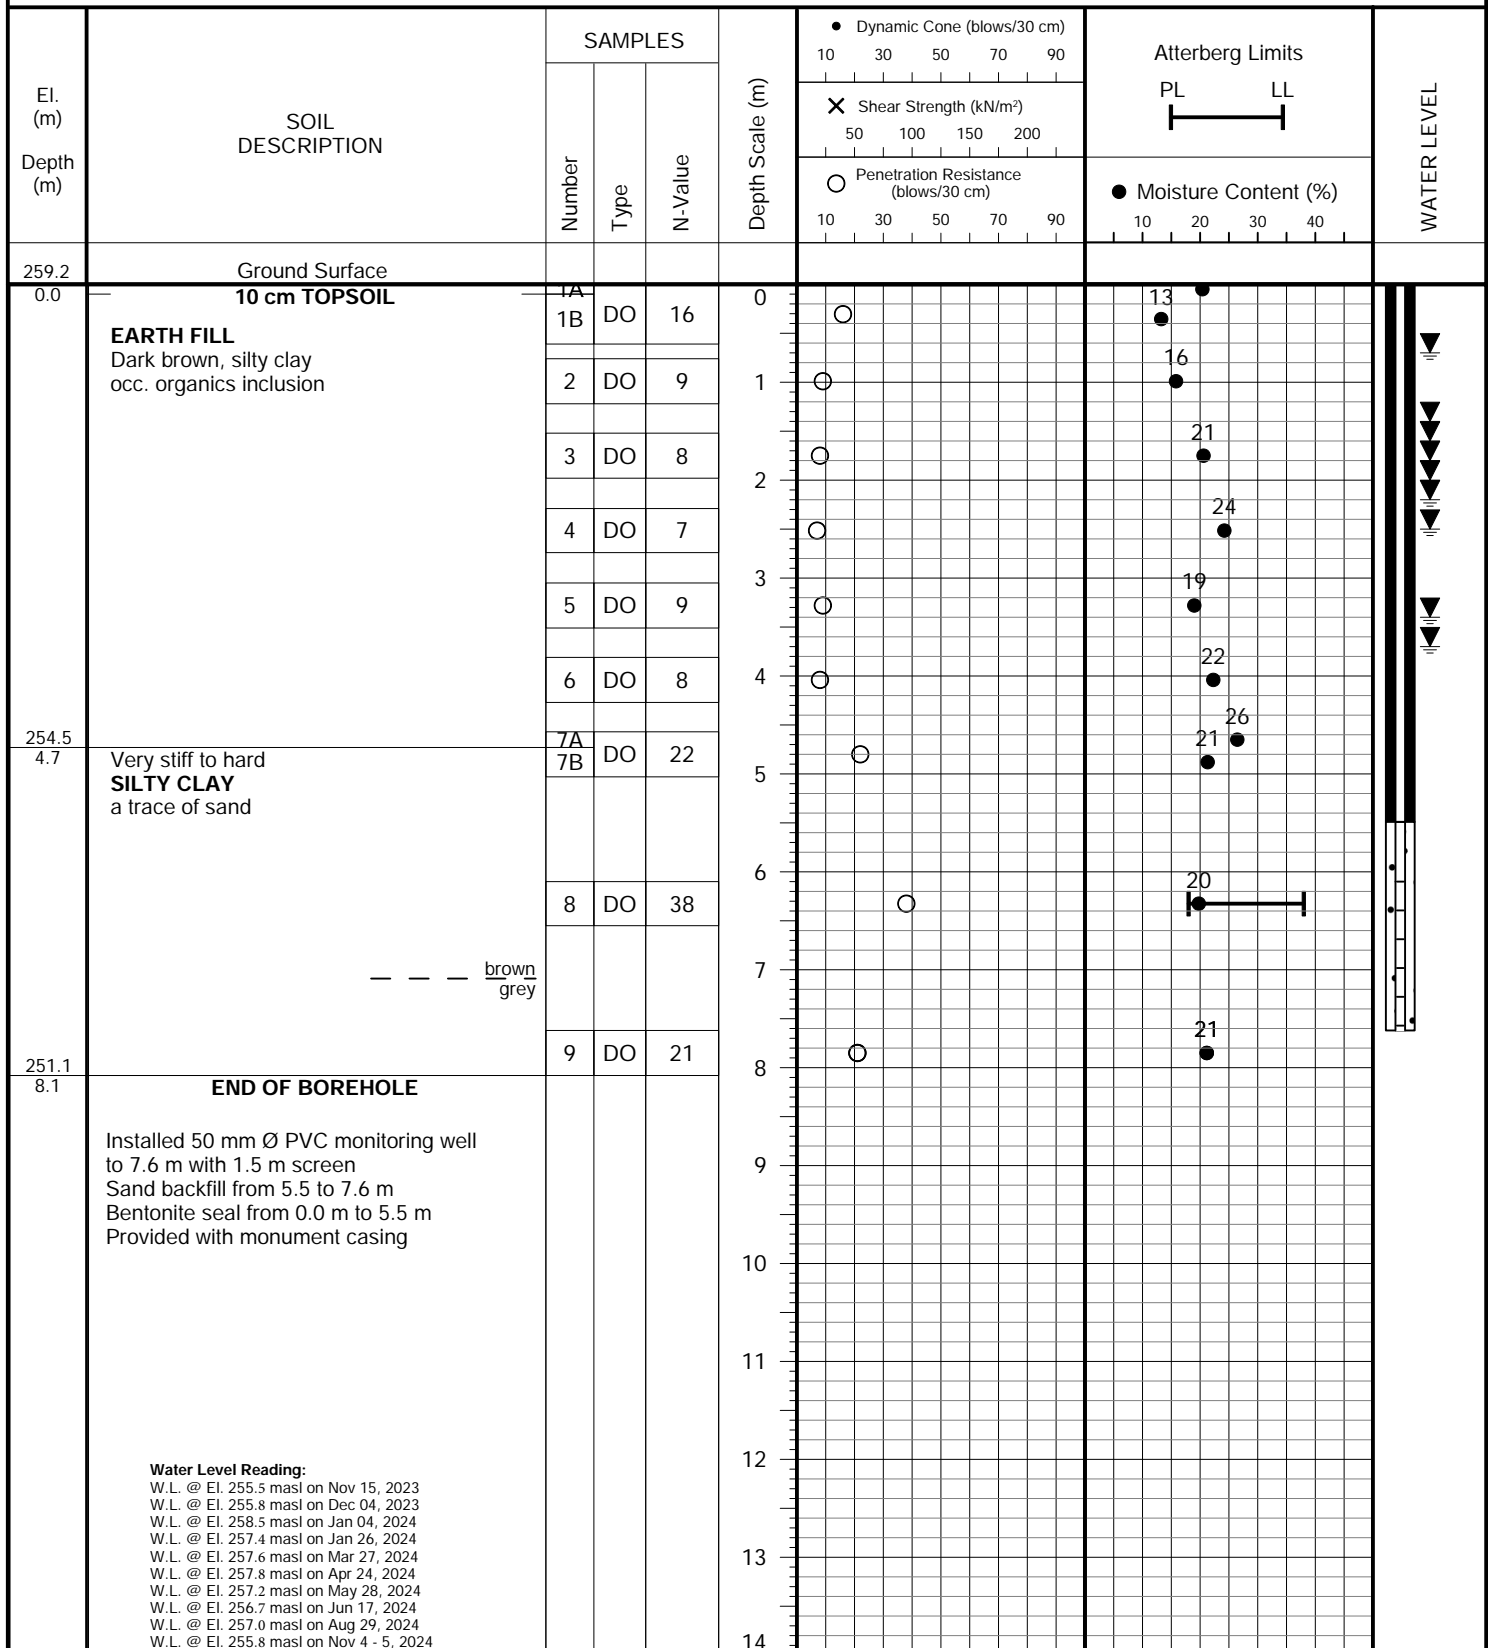 El.
(m)
Depth
(m)
SOIL
DESCRIPTION
SAMPLES
Number
Type
N-Value
Depth Scale (m)
Dynamic Cone (blows/30 cm)
10 30 50 70 90
Shear Strength (kN/m²)
50 100 150 200
Penetration Resistance
(blows/30 cm)
10 30 50 70 90
Atterberg Limits
PL LL
Moisture Content (%)
10 20 30 40
WATER LEVEL
259.2 Ground Surface
0.0 10 cm TOPSOIL 1A 0
1B DO 16 13
EARTH FILL
Dark brown, silty clay
occ. organics inclusion
2 DO 9 1 16
3 DO 8 21
2
4 DO 7 24
3
5 DO 9 19
6 DO 8 4 22
254.5 7A 26
4.7 Very stiff to hard 7B DO 22 21
SILTY CLAY
a trace of sand
5
6
8 DO 38 20
brown 7
grey
9 DO 21 21
251.1 8
8.1 END OF BOREHOLE
Installed 50 mm Ø PVC monitoring well
to 7.6 m with 1.5 m screen 9
Sand backfill from 5.5 to 7.6 m
Bentonite seal from 0.0 m to 5.5 m
Provided with monument casing
10
11
12
Water Level Reading:
W.L. @ El. 255.5 masl on Nov 15, 2023
W.L. @ El. 255.8 masl on Dec 04, 2023
W.L. @ El. 258.5 masl on Jan 04, 2024
W.L. @ El. 257.4 masl on Jan 26, 2024
W.L. @ El. 257.6 masl on Mar 27, 2024 13
W.L. @ El. 257.8 masl on Apr 24, 2024
W.L. @ El. 257.2 masl on May 28, 2024
W.L. @ El. 256.7 masl on Jun 17, 2024
W.L. @ El. 257.0 masl on Aug 29, 2024
W.L. @ El. 255.8 masl on Nov 4 - 5, 2024 14